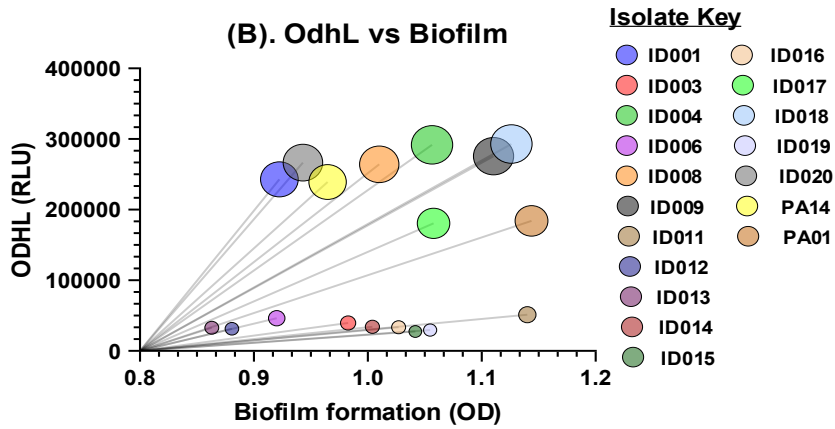 (B). OdhL vs Biofilm
ODHL (RLU)
400000
300000
200000
100000
0
0.8 0.9 1.0 1.1 1.2
Biofilm formation (OD)
Isolate Key
ID001 ID016
ID003 ID017
ID004 ID018
ID006 ID019
ID008 ID020
ID009 PA14
ID011 PA01
ID012
ID013
ID014
ID015